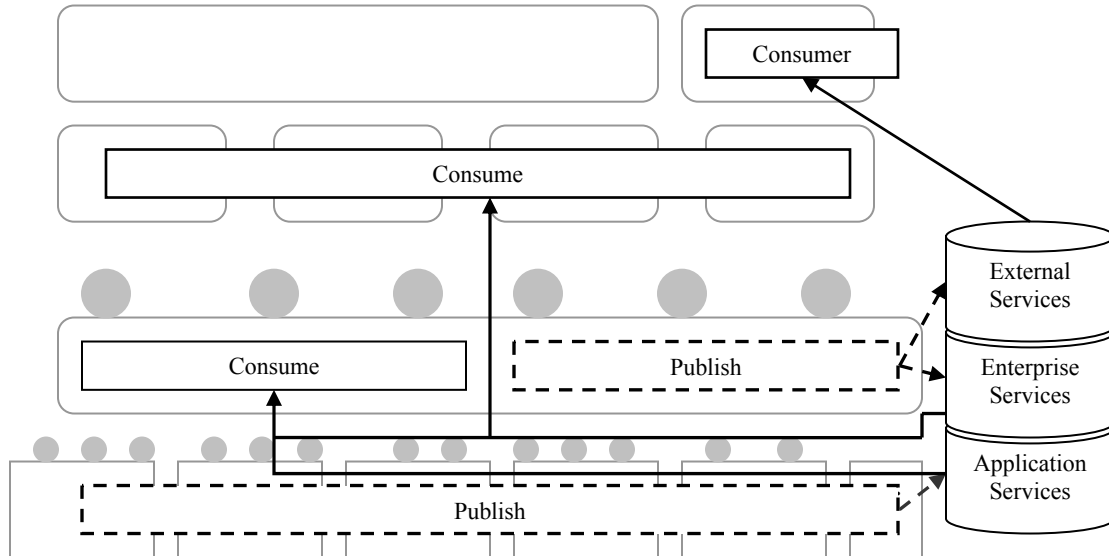 Consumer
Consume
External
Services
Consume
Publish
Enterprise
Services
Application
Services
Publish